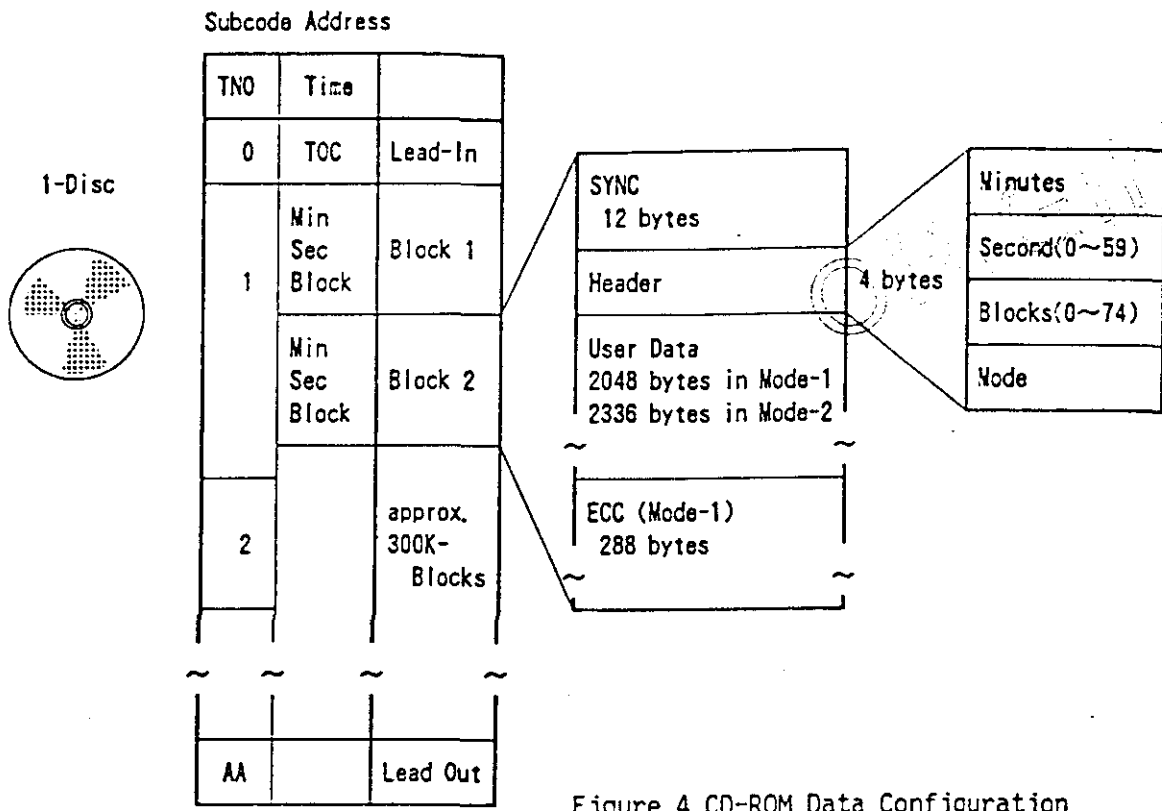 Subcode Address
TNO Time
0 TOC Lead-In
1-Disc
1
Min
Sec
Block
Block 1
Min
Sec
Block
Block 2
2
approx.
300K-
Blocks
AA Lead Out
SYNC
12 bytes
Header
4 bytes
User Data
2048 bytes in Mode-1
2336 bytes in Mode-2
ECC (Mode-1)
288 bytes
Minutes
Second(0~59)
Blocks(0~74)
Mode
Figure 4 CD-ROM Data Configuration